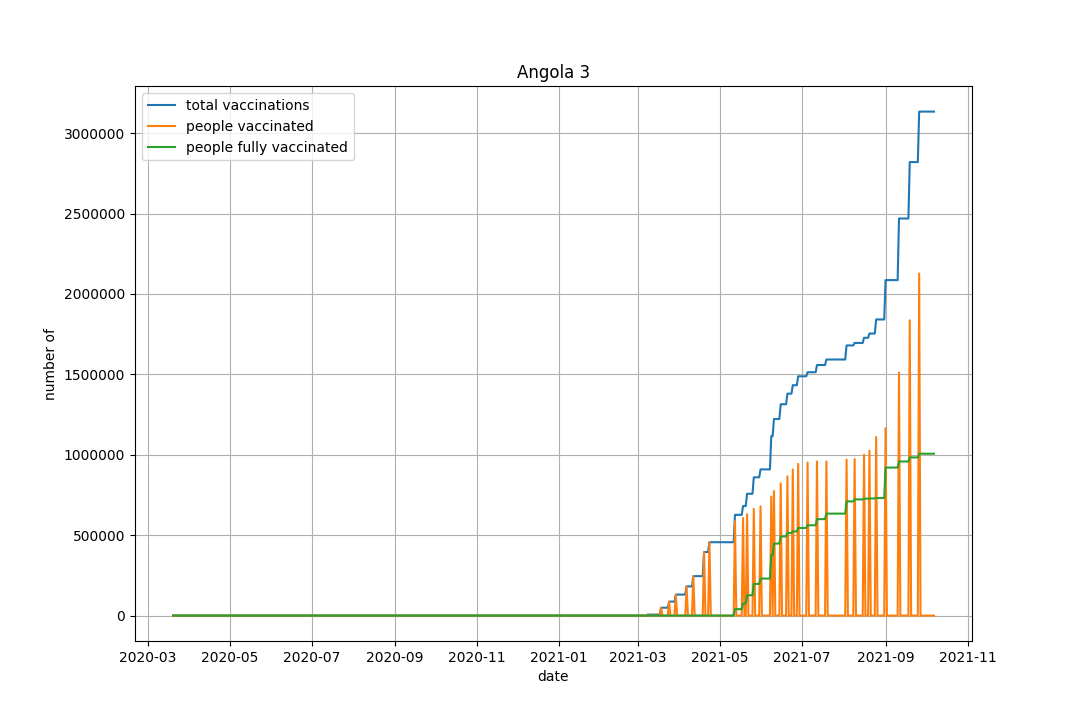 Angola 3
total vaccinations
people vaccinated
people fully vaccinated
3000000
2500000
2000000
1500000
1000000
500000
0
number of
2020-03 2020-05 2020-07 2020-09 2020-11 2021-01 2021-03 2021-05 2021-07 2021-09 2021-11
date